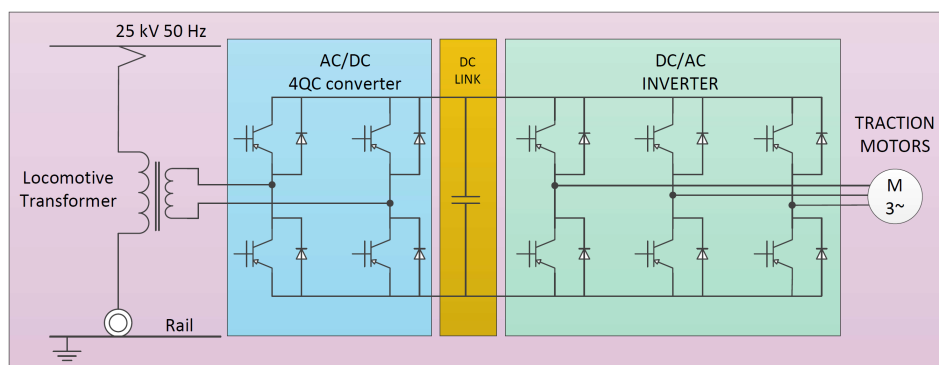 25 kV 50 Hz
AC/DC
4QC converter
DC
LINK
DC/AC
INVERTER
TRACTION
MOTORS
Locomotive
Transformer
M
3~
Rail